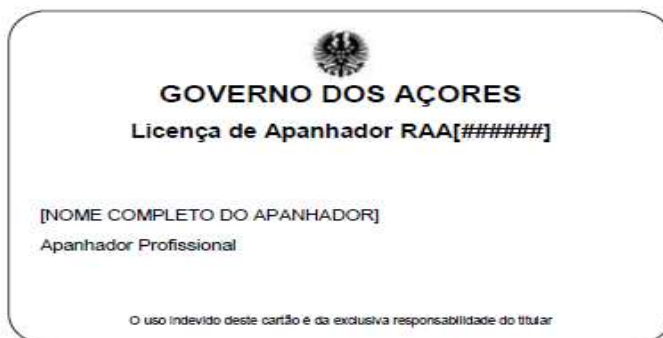 GOVERNO DOS AÇORES
Licença de Apanhador RAA[######]
[NOME COMPLETO DO APANHADOR]
Apanhador Profissional
O uso indevido deste cartão é da exclusiva responsabilidade do titular